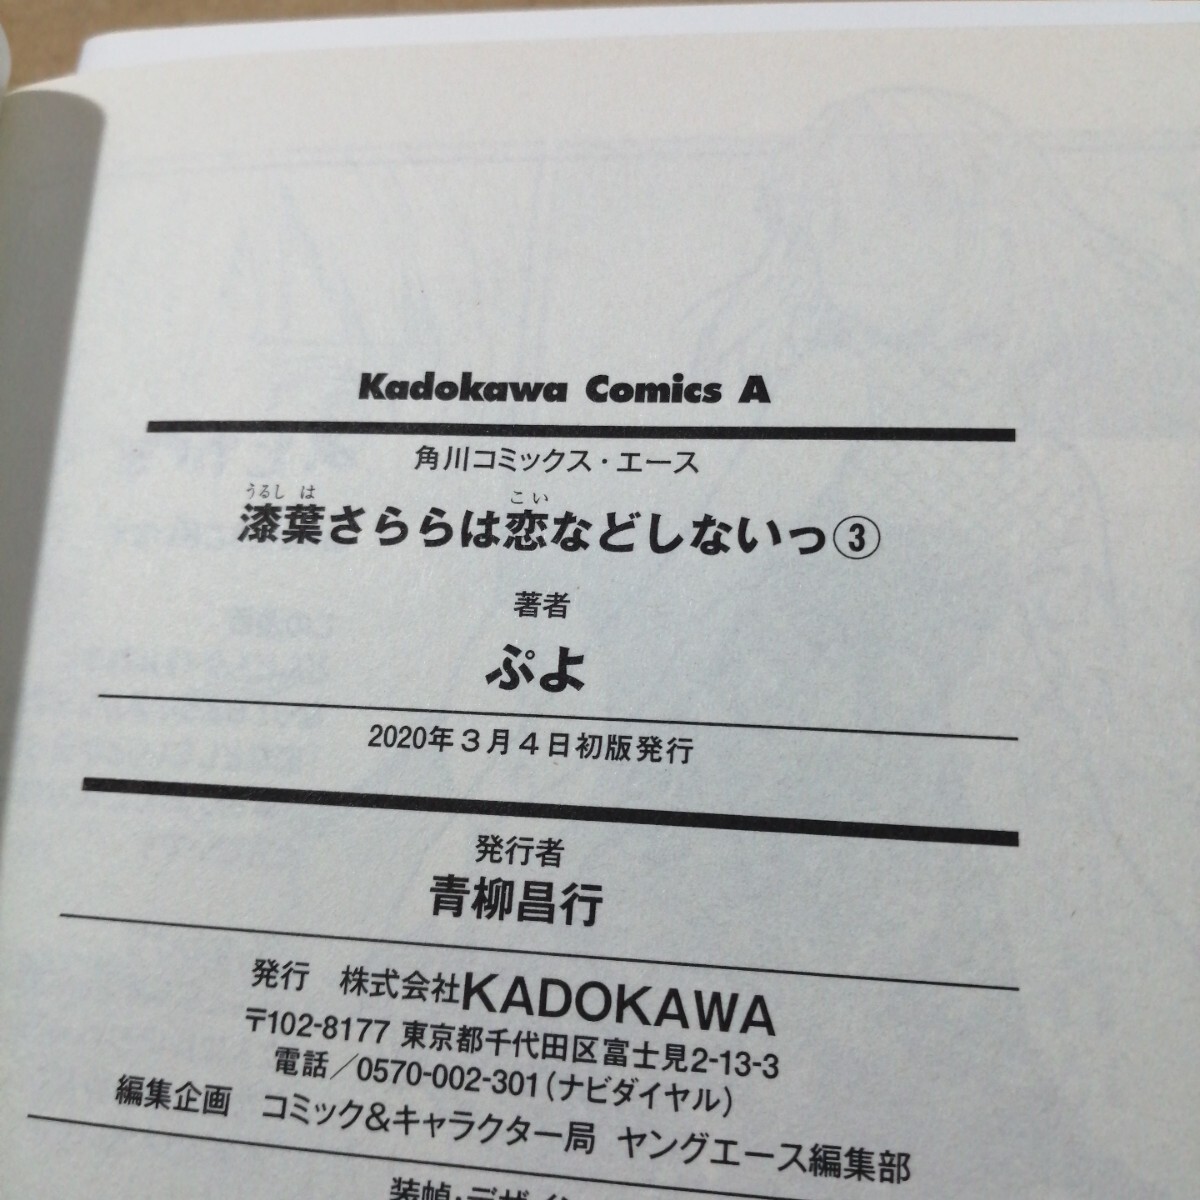 Kadokawa Comics A
角川コミックス・エース
うるし は こい
漆葉さららは恋などしないっ③
著者
ぷよ
2020年3月4日初版発行
発行者
青柳昌行
発行 株式会社KADOKAWA
〒102-8177 東京都千代田区富士見2-13-3
電話／0570-002-301（ナビダイヤル）
編集企画 コミック&キャラクター局 ヤングエース編集部
装幀・デザイン